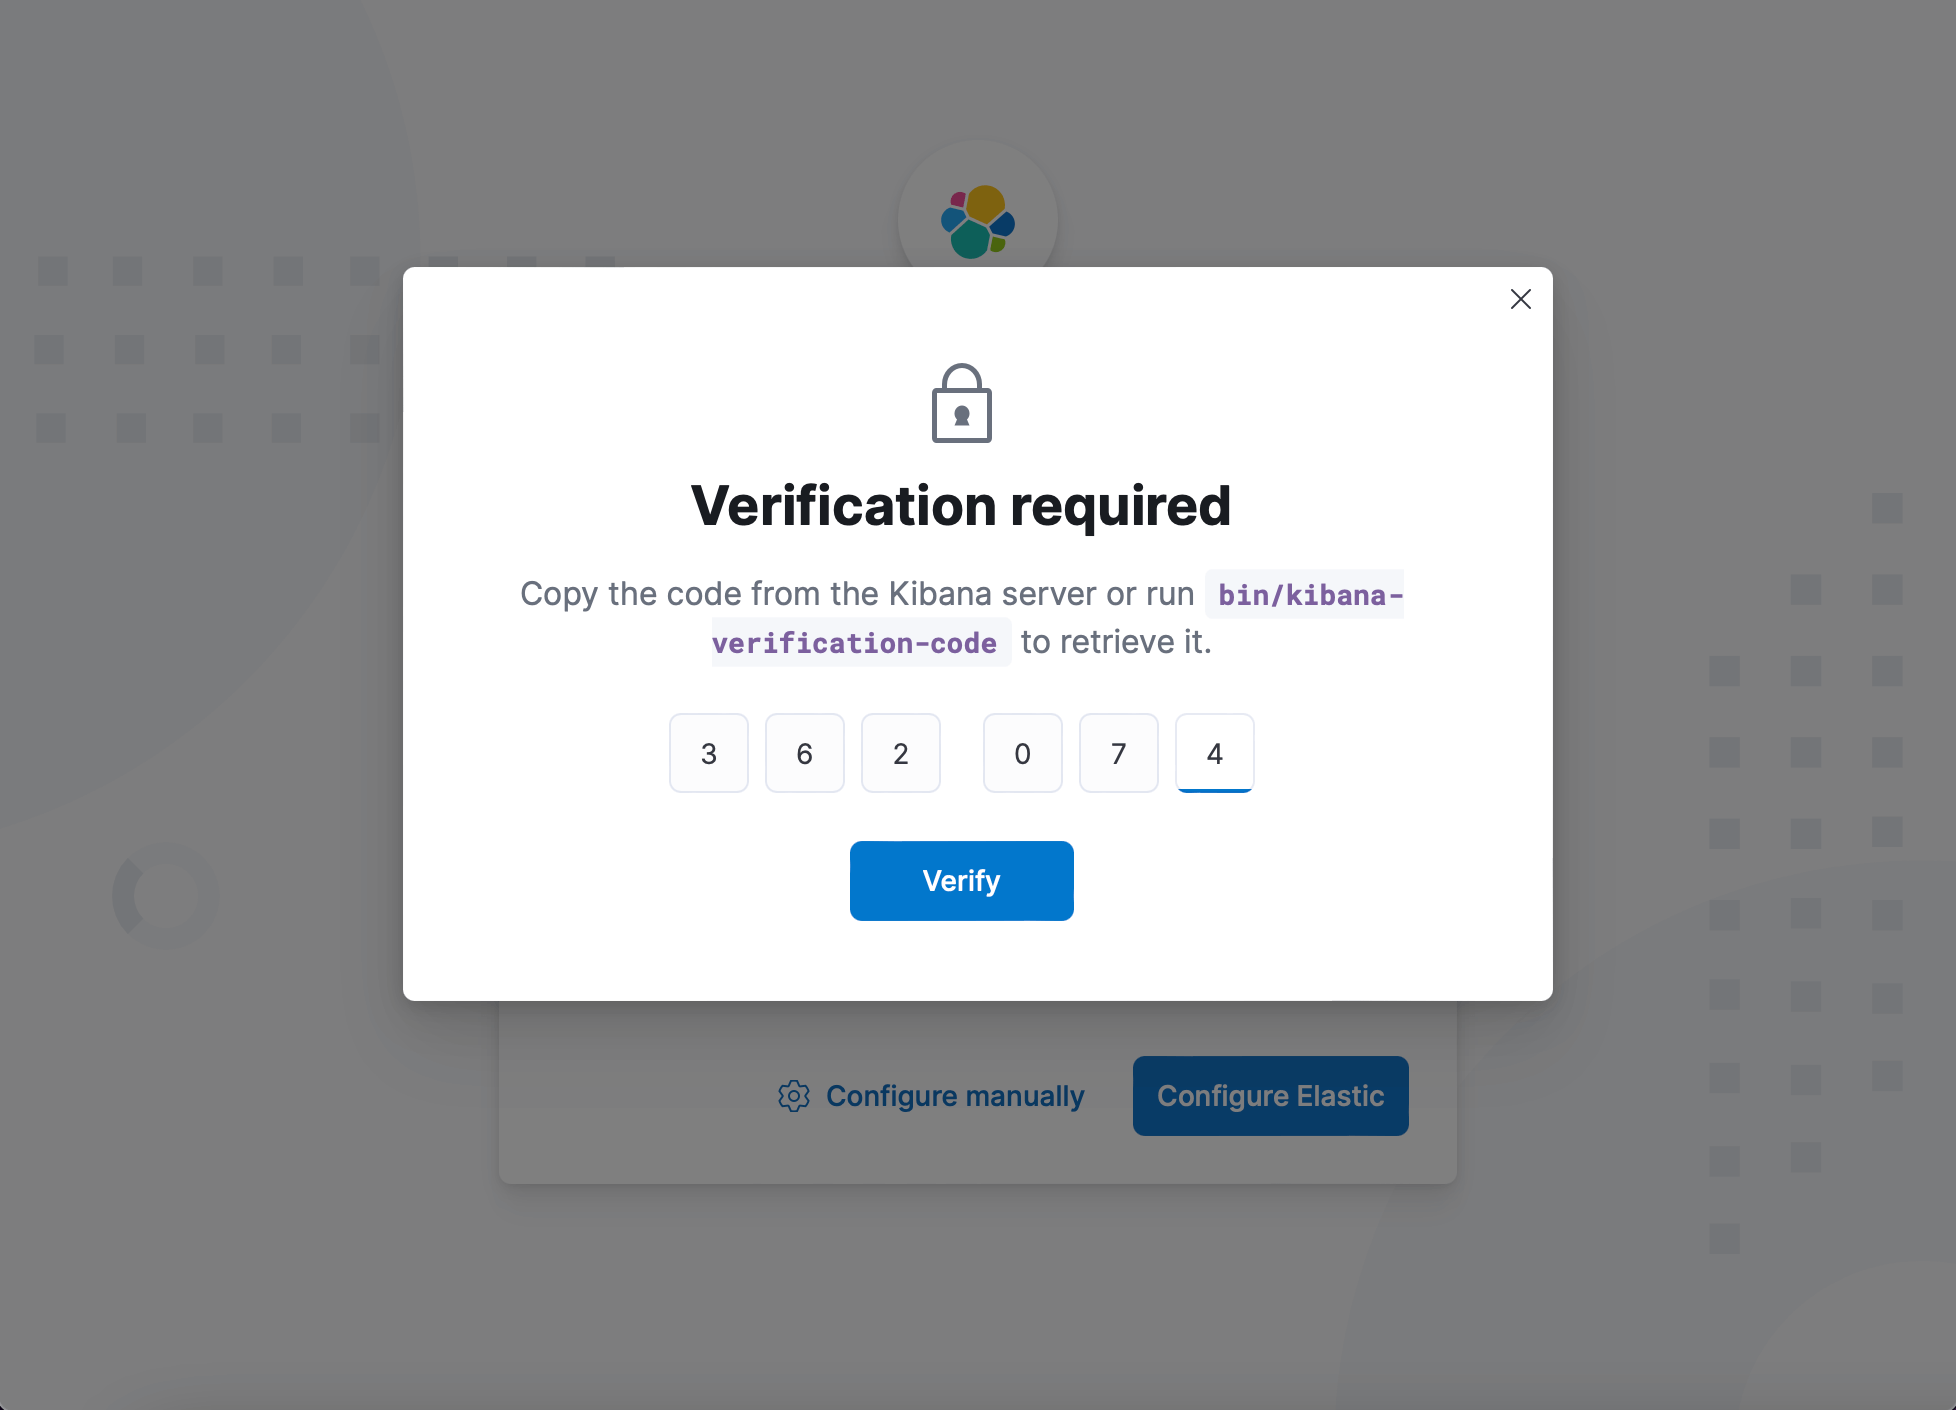 Verification required
Copy the code from the Kibana server or run bin/kibana-
verification-code to retrieve it.
3 6 2 0 7 4
Verify
Configure manually Configure Elastic